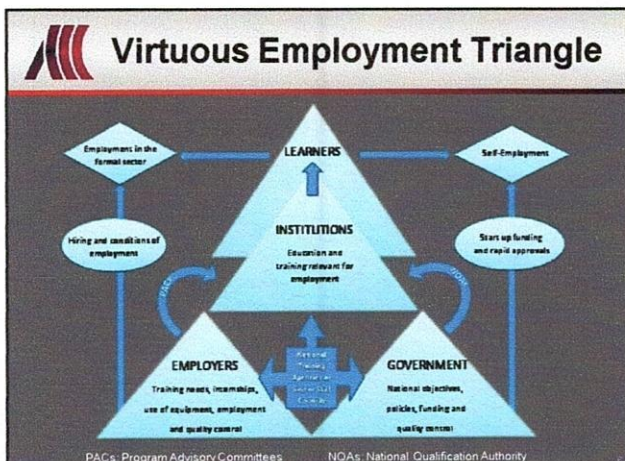 Virtuous Employment Triangle
Employment in the
formal sector
LEARNERS
Self-Employment
Hiring and conditions of
employment
INSTITUTIONS
Education and
training relevant for
employment
Start up funding
and rapid approvals
PACs
NQAs
EMPLOYERS
Training needs, internships,
use of equipment, employment
and quality control
National
Training
GOVERNMENT
National objectives,
policies, funding and
quality control
PACs: Program Advisory Committees
NQAs: National Qualification Authority